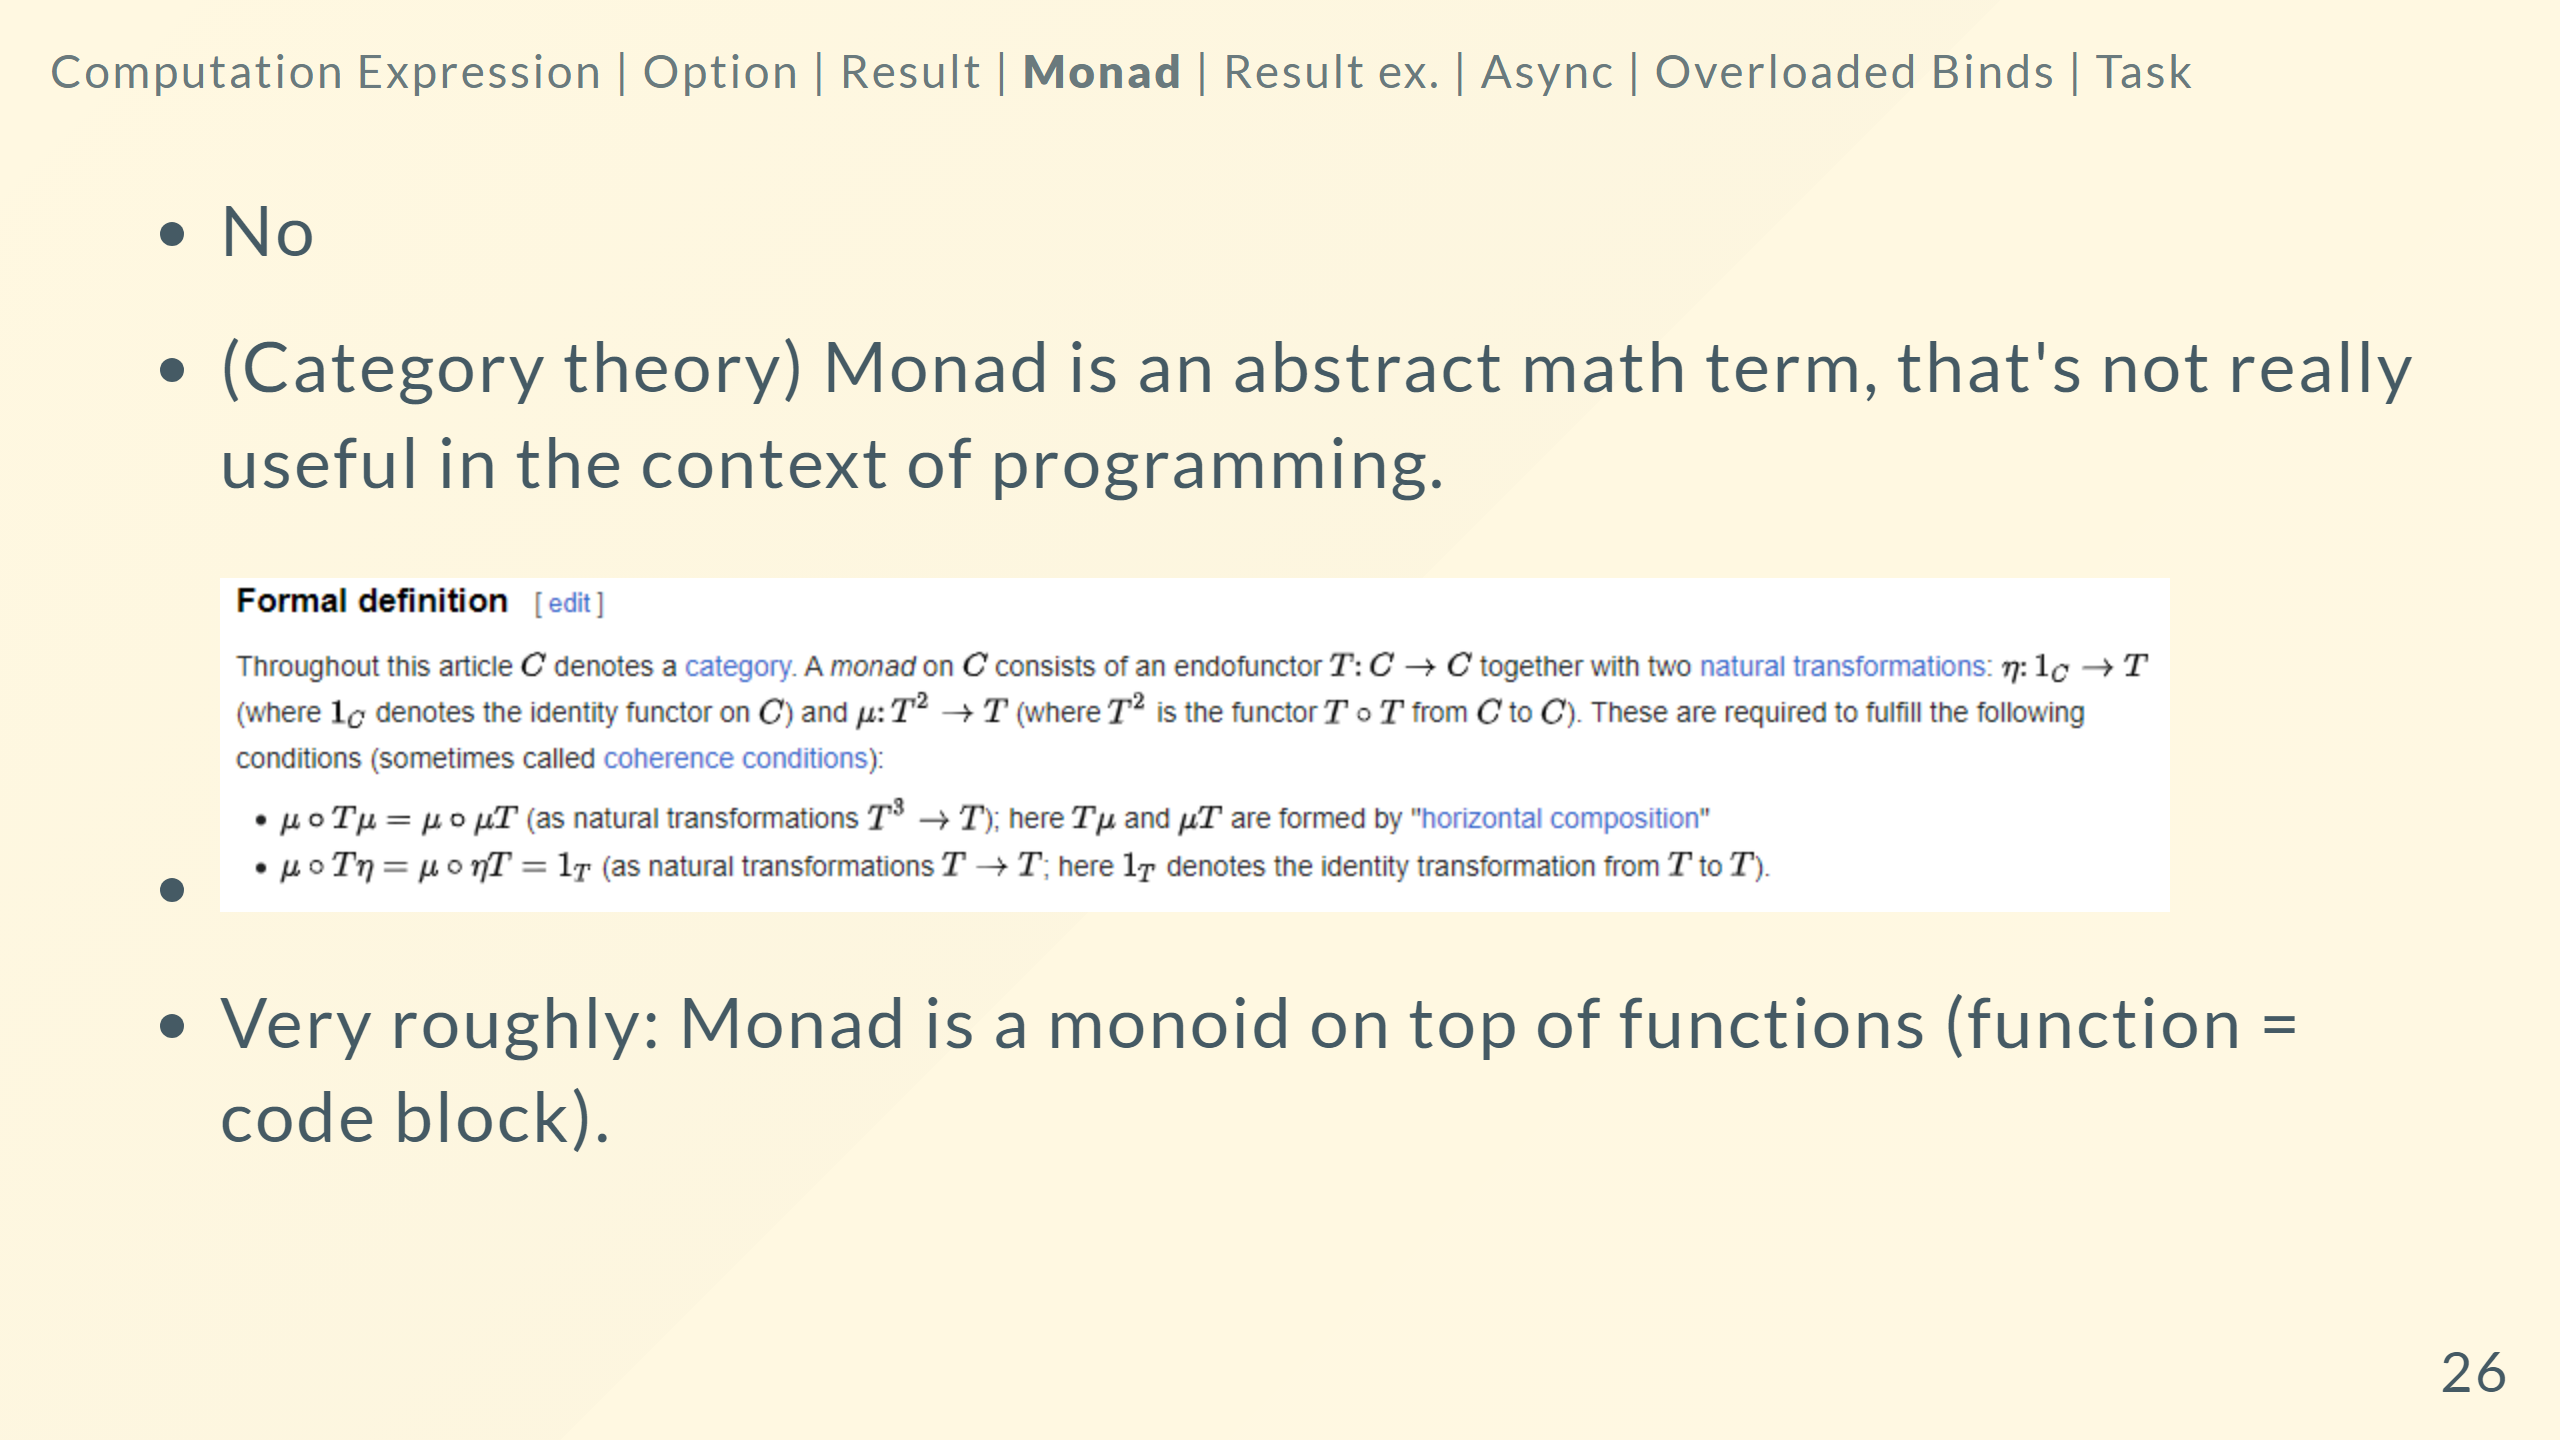 Computation Expression | Option | Result | Monad | Result ex. | Async | Overloaded Binds | Task
• No
• (Category theory) Monad is an abstract math term, that's not really
useful in the context of programming.
Formal definition [ edit ]
Throughout this article C denotes a category. A monad on C consists of an endofunctor T: C → C together with two natural transformations: η: 1_C → T
(where 1_C denotes the identity functor on C) and μ: T² → T (where T² is the functor T ∘ T from C to C). These are required to fulfill the following
conditions (sometimes called coherence conditions):
• μ ∘ Tμ = μ ∘ μT (as natural transformations T³ → T); here Tμ and μT are formed by "horizontal composition"
• μ ∘ Tη = μ ∘ ηT = 1_T (as natural transformations T → T; here 1_T denotes the identity transformation from T to T).
• Very roughly: Monad is a monoid on top of functions (function =
code block).
26